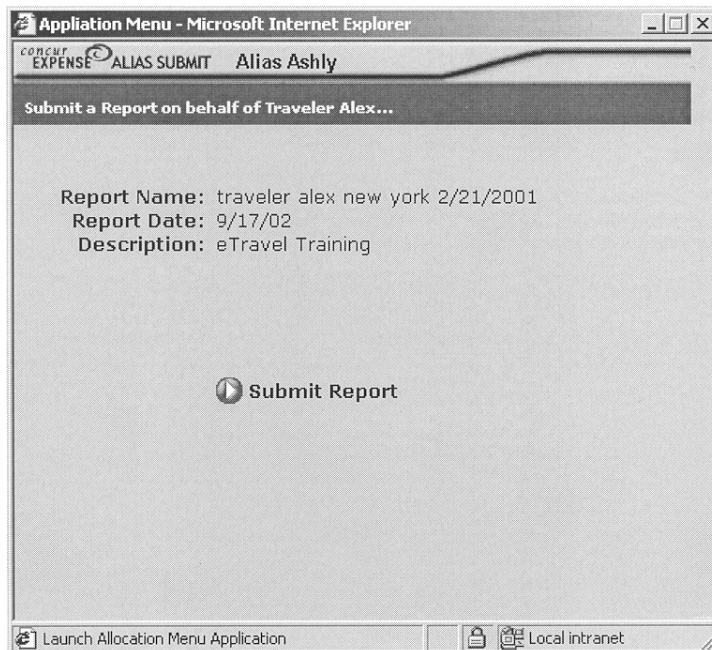 Appliation Menu - Microsoft Internet Explorer
concur EXPENSE ALIAS SUBMIT Alias Ashly
Submit a Report on behalf of Traveler Alex...
Report Name: traveler alex new york 2/21/2001
Report Date: 9/17/02
Description: eTravel Training
Submit Report
Launch Allocation Menu Application Local intranet